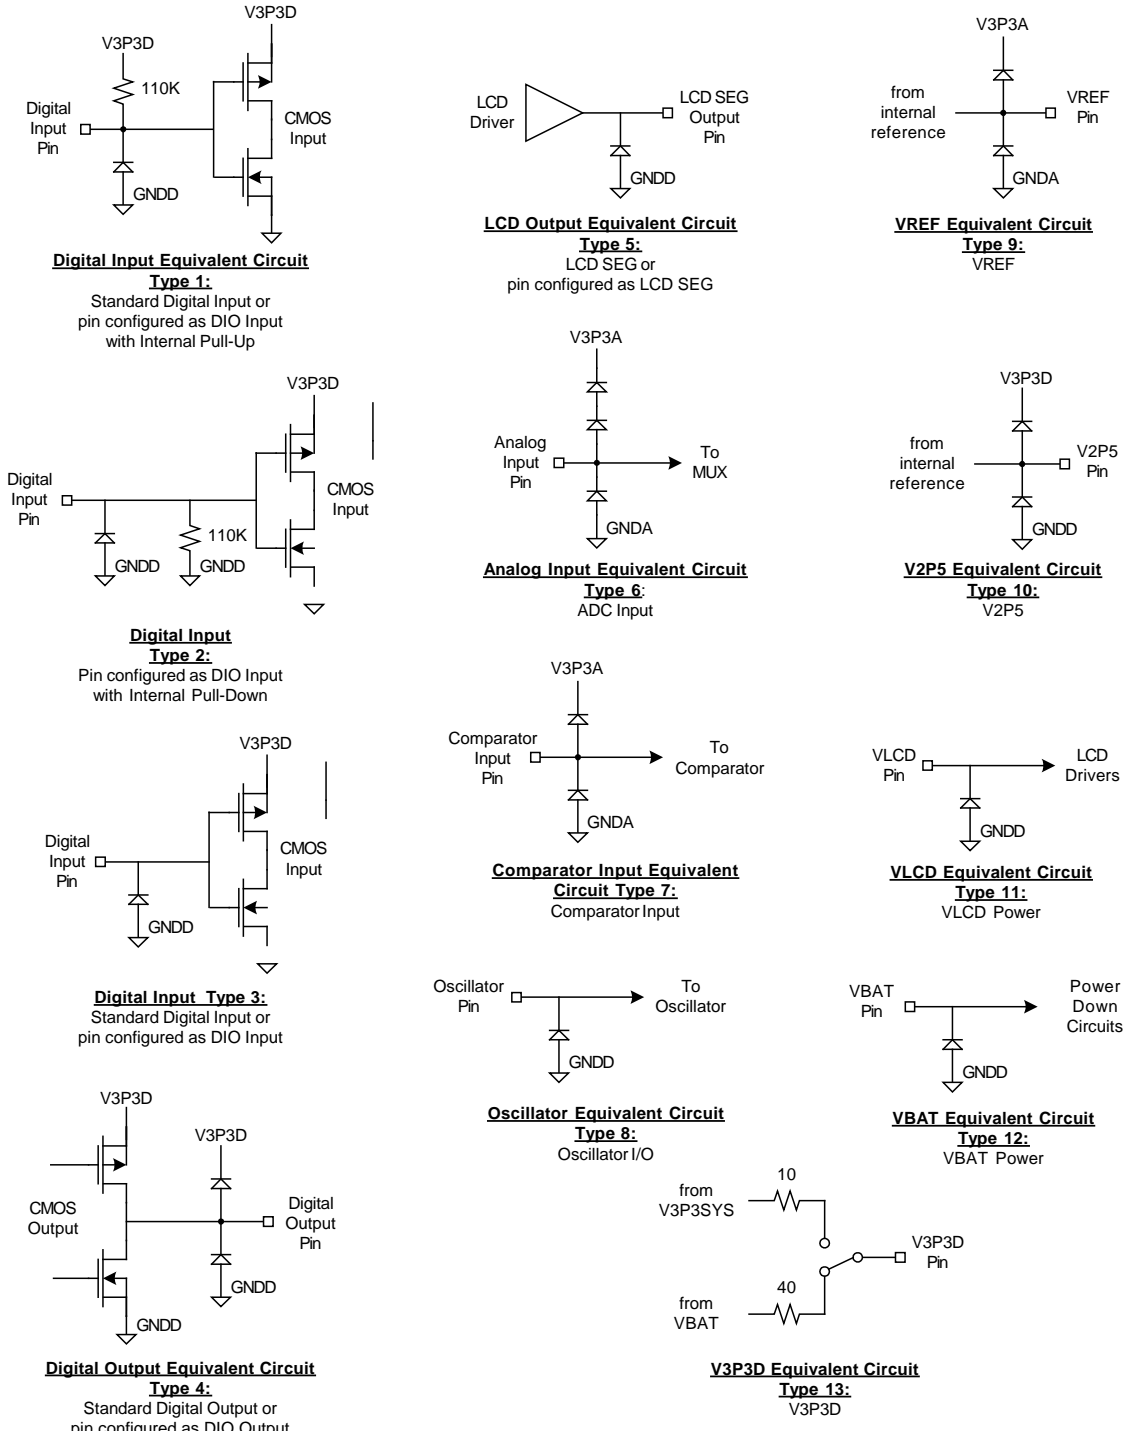 V3P3D
V3P3D
110K
Digital
Input
Pin
CMOS
Input
GNDD
Digital Input Equivalent Circuit
Type 1:
Standard Digital Input or
pin configured as DIO Input
with Internal Pull-Up
V3P3D
Digital
Input
Pin
CMOS
Input
110K
GNDD
GNDD
Digital Input
Type 2:
Pin configured as DIO Input
with Internal Pull-Down
V3P3D
Digital
Input
Pin
CMOS
Input
GNDD
Digital Input Type 3:
Standard Digital Input or
pin configured as DIO Input
V3P3D
V3P3D
CMOS
Output
Digital
Output
Pin
GNDD
GNDD
Digital Output Equivalent Circuit
Type 4:
Standard Digital Output or
pin configured as DIO Output
LCD
Driver
LCD SEG
Output
Pin
GNDD
LCD Output Equivalent Circuit
Type 5:
LCD SEG or
pin configured as LCD SEG
V3P3A
Analog
Input
Pin
To
MUX
GNDA
Analog Input Equivalent Circuit
Type 6:
ADC Input
V3P3A
Comparator
Input
Pin
To
Comparator
GNDA
Comparator Input Equivalent
Circuit Type 7:
Comparator Input
Oscillator
Pin
To
Oscillator
GNDD
Oscillator Equivalent Circuit
Type 8:
Oscillator I/O
V3P3A
from
internal
reference
VREF
Pin
GNDA
VREF Equivalent Circuit
Type 9:
VREF
V3P3D
from
internal
reference
V2P5
Pin
GNDD
V2P5 Equivalent Circuit
Type 10:
V2P5
VLCD
Pin
LCD
Drivers
GNDD
VLCD Equivalent Circuit
Type 11:
VLCD Power
VBAT
Pin
Power
Down
Circuits
GNDD
VBAT Equivalent Circuit
Type 12:
VBAT Power
from
V3P3SYS
10
V3P3D
Pin
40
from
VBAT
V3P3D Equivalent Circuit
Type 13:
V3P3D